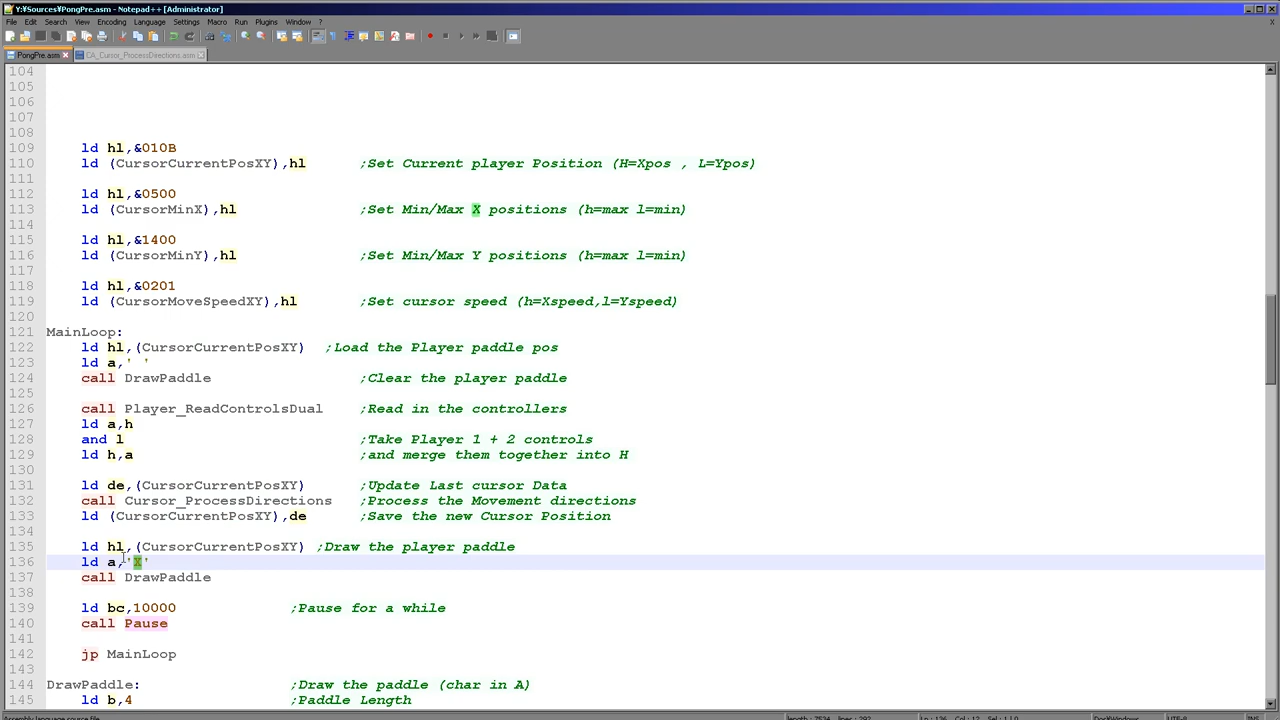 Y:\Sources\PongPre.asm - Notepad++ [Administrator]
File Edit Search View Encoding Language Settings Macro Run Plugins Window ? X
PongPre.asm CA_Cursor_ProcessDirections.asm
104
105
106
107
108
109 ld hl,&010B
110 ld (CursorCurrentPosXY),hl ;Set Current player Position (H=Xpos , L=Ypos)
111
112 ld hl,&0500
113 ld (CursorMinX),hl ;Set Min/Max X positions (h=max l=min)
114
115 ld hl,&1400
116 ld (CursorMinY),hl ;Set Min/Max Y positions (h=max l=min)
117
118 ld hl,&0201
119 ld (CursorMoveSpeedXY),hl ;Set cursor speed (h=Xspeed,l=Yspeed)
120
121 MainLoop:
122 ld hl,(CursorCurrentPosXY) ;Load the Player paddle pos
123 ld a,' '
124 call DrawPaddle ;Clear the player paddle
125
126 call Player_ReadControlsDual ;Read in the controllers
127 ld a,h
128 and l ;Take Player 1 + 2 controls
129 ld h,a ;and merge them together into H
130
131 ld de,(CursorCurrentPosXY) ;Update Last cursor Data
132 call Cursor_ProcessDirections ;Process the Movement directions
133 ld (CursorCurrentPosXY),de ;Save the new Cursor Position
134
135 ld hl,(CursorCurrentPosXY) ;Draw the player paddle
136 ld a,'X'
137 call DrawPaddle
138
139 ld bc,10000 ;Pause for a while
140 call Pause
141
142 jp MainLoop
143
144 DrawPaddle: ;Draw the paddle (char in A)
145 ld b,4 ;Paddle Length